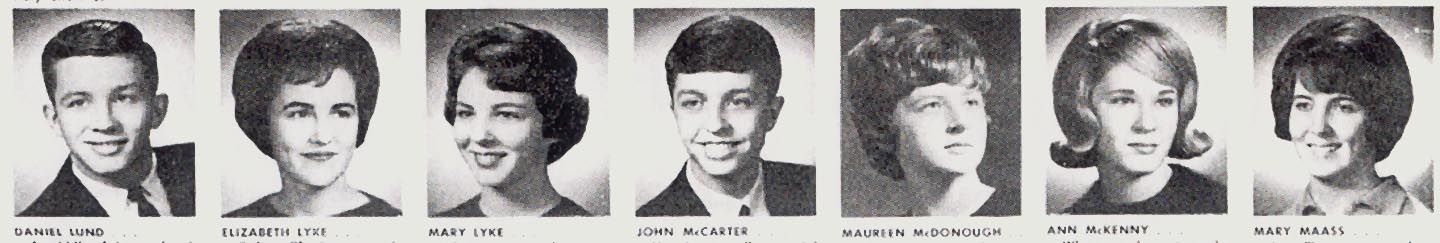 DANIEL LUND ...
ELIZABETH LYKE ...
MARY LYKE ...
JOHN McCARTER ...
MAUREEN McDONOUGH ..
ANN McKENNY ...
MARY MAASS ...